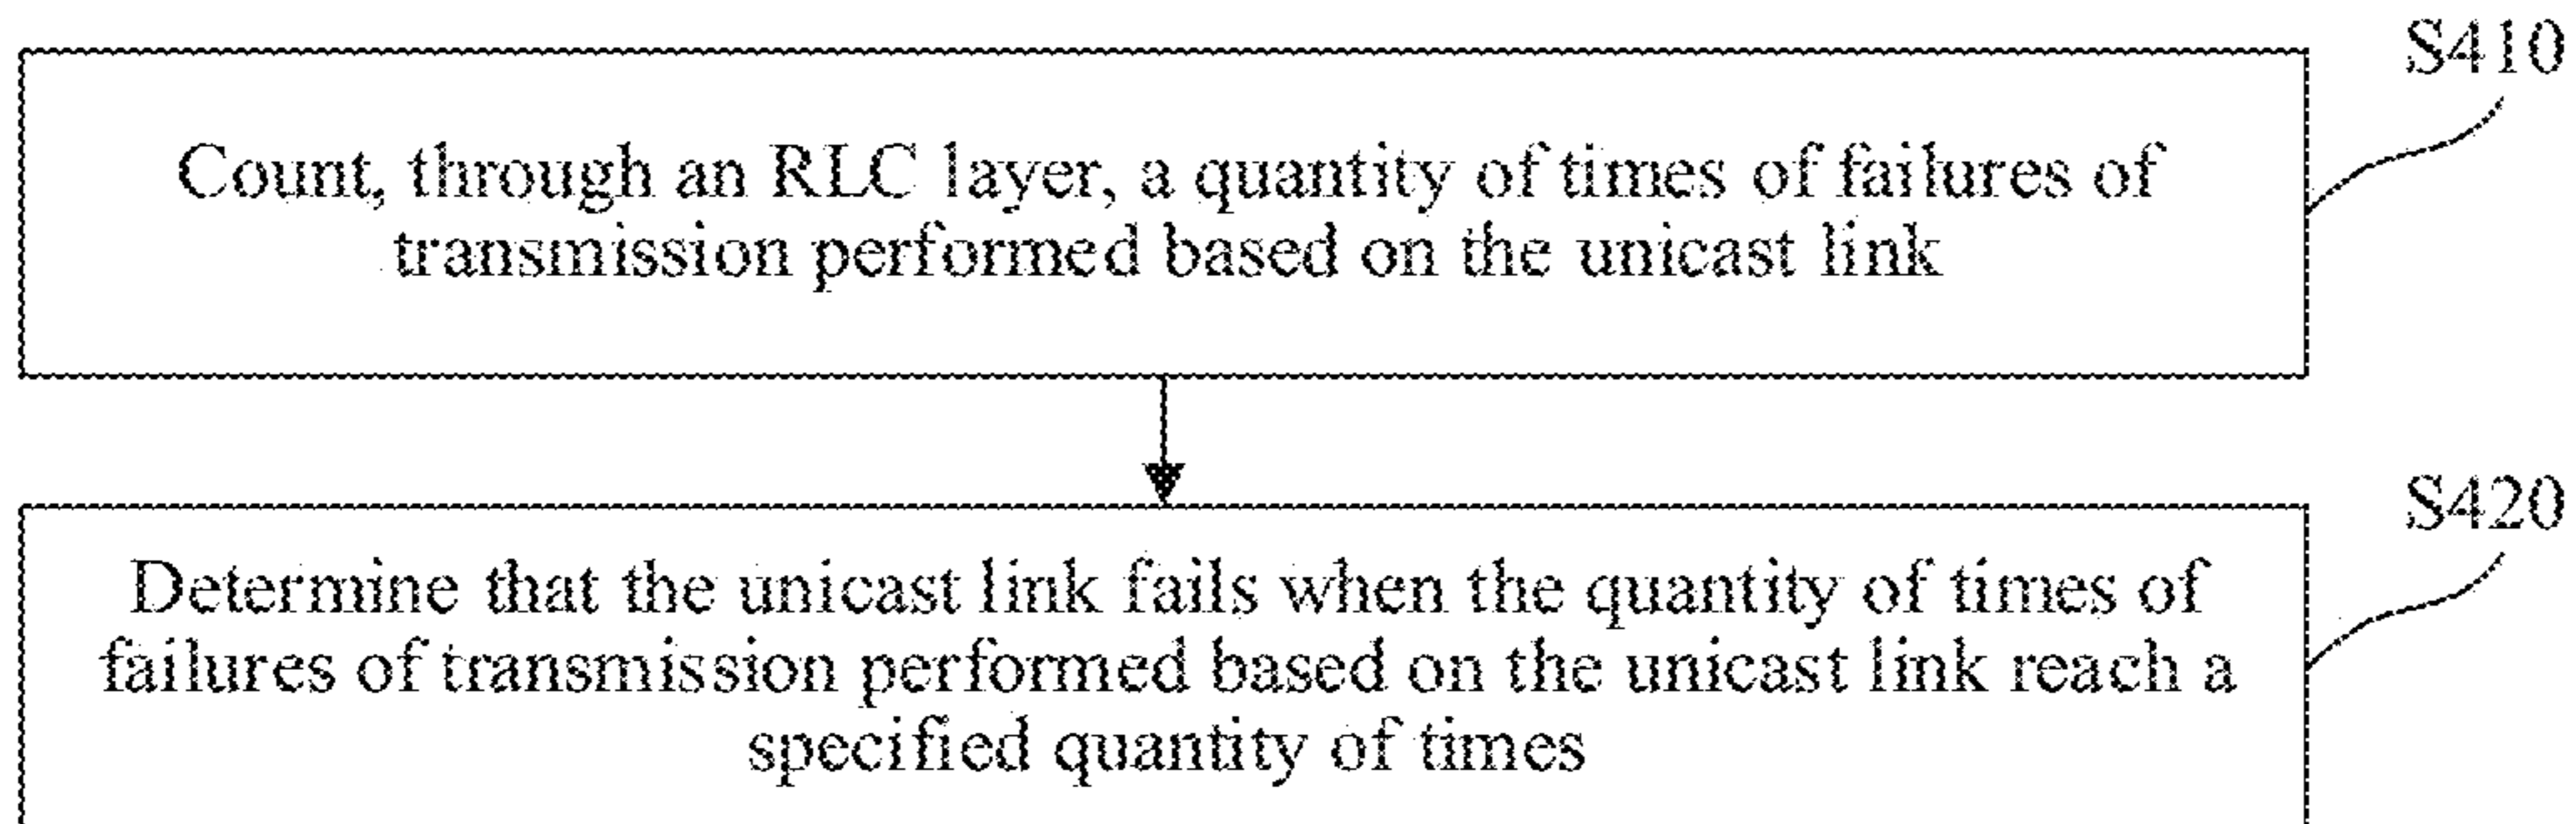 S410
Count, through an RLC layer, a quantity of times of failures of
transmission performed based on the unicast link
S420
Determine that the unicast link fails when the quantity of times of
failures of transmission performed based on the unicast link reach a
specified quantity of times